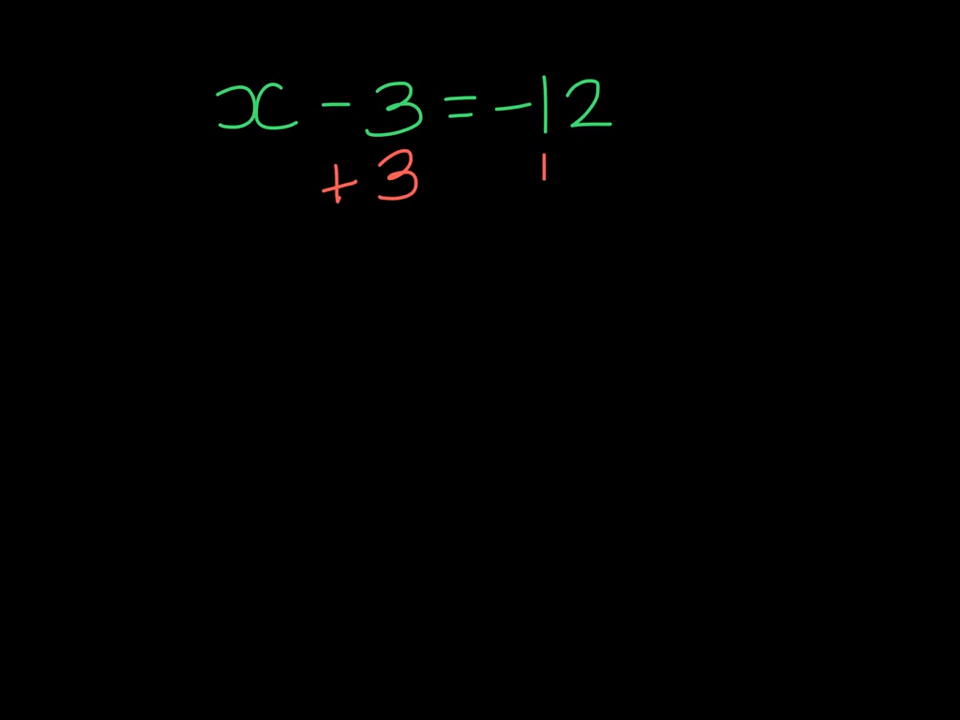 x - 3 = -12
+ 3